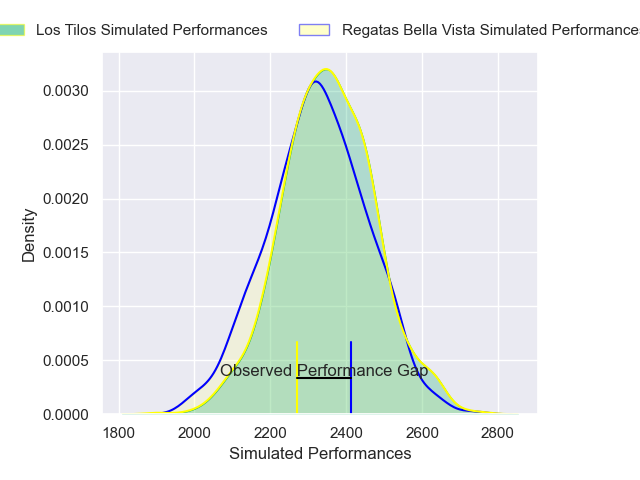 Los Tilos Simulated Performances
Regatas Bella Vista Simulated Performance
0.0030
0.0025
0.0020
0.0015
0.0010
0.0005
0.0000
Density
Observed Performance Gap
1800 2000 2200 2400 2600 2800
Simulated Performances